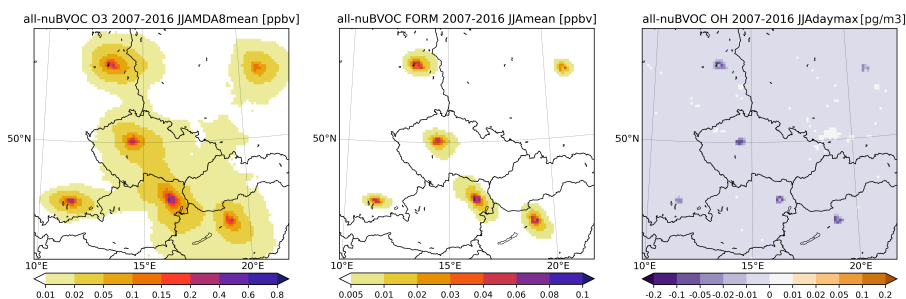 all-nuBVOC O3 2007-2016 JJAMDA8mean [ppbv]
50°N
10°E 15°E 20°E
0.01 0.02 0.05 0.10 0.15 0.2 0.4 0.6 0.8
all-nuBVOC FORM 2007-2016 JJAmean [ppbv]
50°N
10°E 15°E 20°E
0.005 0.01 0.02 0.03 0.04 0.06 0.08 0.1
all-nuBVOC OH 2007-2016 JJAdaymax [pg/m3]
50°N
10°E 15°E 20°E
-0.2 -0.1 -0.05 -0.02 -0.01 0 0.01 0.02 0.05 0.1 0.2